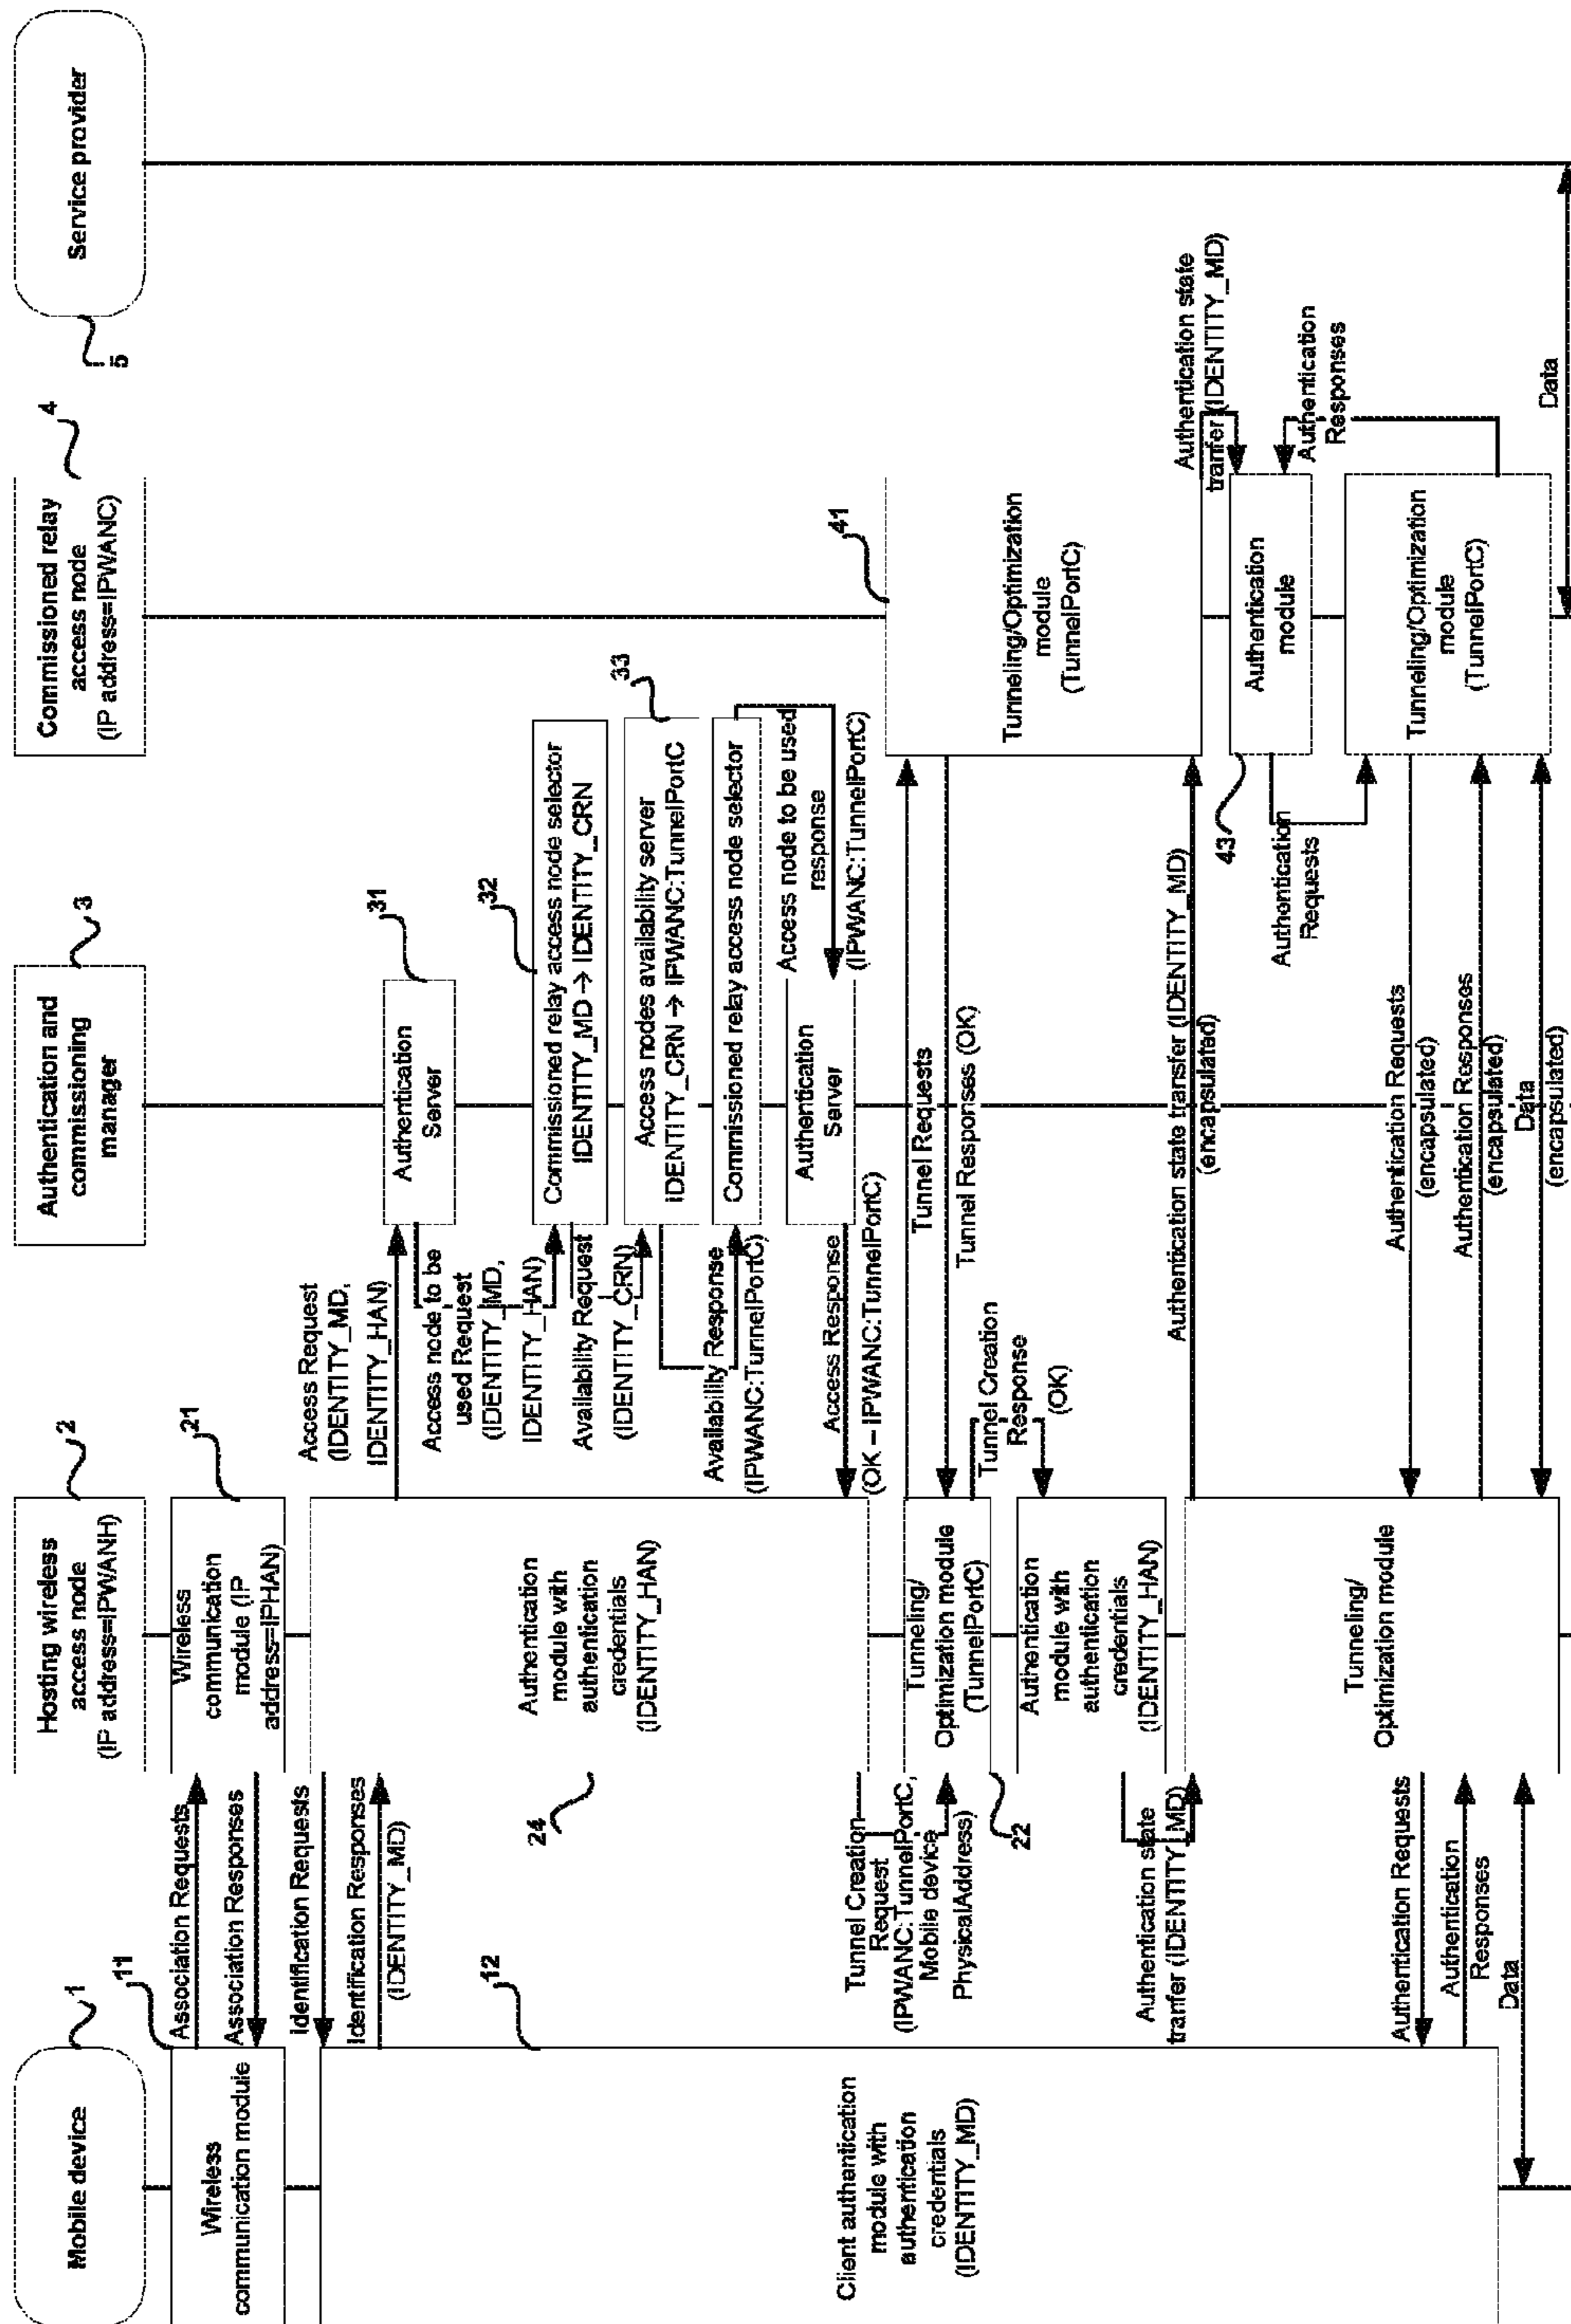 Mobile device
1
Hosting wireless
access node
(IP address=IPWANH)
2
Authentication and
commissioning
manager
3
Commissioned relay
access node
(IP address=IPWANC)
4
Service provider
5
Wireless
communication module
11
Association Requests
Association Responses
Wireless
communication
module (IP
address=IPHAN)
21
Identification Requests
Identification Responses
(IDENTITY_MD)
12
Client authentication
module with
authentication
credentials
(IDENTITY_MD)
Authentication
module with
authentication
credentials
(IDENTITY_HAN)
24
Access Request
(IDENTITY_MD,
IDENTITY_HAN)
Authentication
Server
31
Access node to be
used Request
(IDENTITY_MD,
IDENTITY_HAN)
Commissioned relay access node selector
IDENTITY_MD → IDENTITY_CRN
32
Availability Request
(IDENTITY_CRN)
Access nodes availability server
IDENTITY_CRN → IPWANC:TunnelPortC
33
Availability Response
(IPWANC:TunnelPortC)
Commissioned relay access node selector
Access node to be used
response
(IPWANC:TunnelPortC)
Authentication
Server
Access Response
(OK – IPWANC:TunnelPortC)
Tunnel Creation
Request
(IPWANC:TunnelPortC,
Mobile device
PhysicalAddress)
Tunneling/
Optimization module
(TunnelPortC)
22
Tunnel Requests
Tunnel Responses (OK)
Tunneling/Optimization
module
(TunnelPortC)
41
Tunnel Creation
Response
(OK)
Authentication
module with
authentication
credentials
(IDENTITY_HAN)
Authentication state
tranfer (IDENTITY_MD)
Authentication state transfer (IDENTITY_MD)
(encapsulated)
Authentication state
tranfer (IDENTITY_MD)
Authentication
module
43
Authentication
Requests
Authentication
Responses
Tunneling/
Optimization module
Tunneling/Optimization
module
(TunnelPortC)
Authentication Requests
(encapsulated)
Authentication Requests
Authentication
Responses
Authentication Responses
(encapsulated)
Data
Data
(encapsulated)
Data